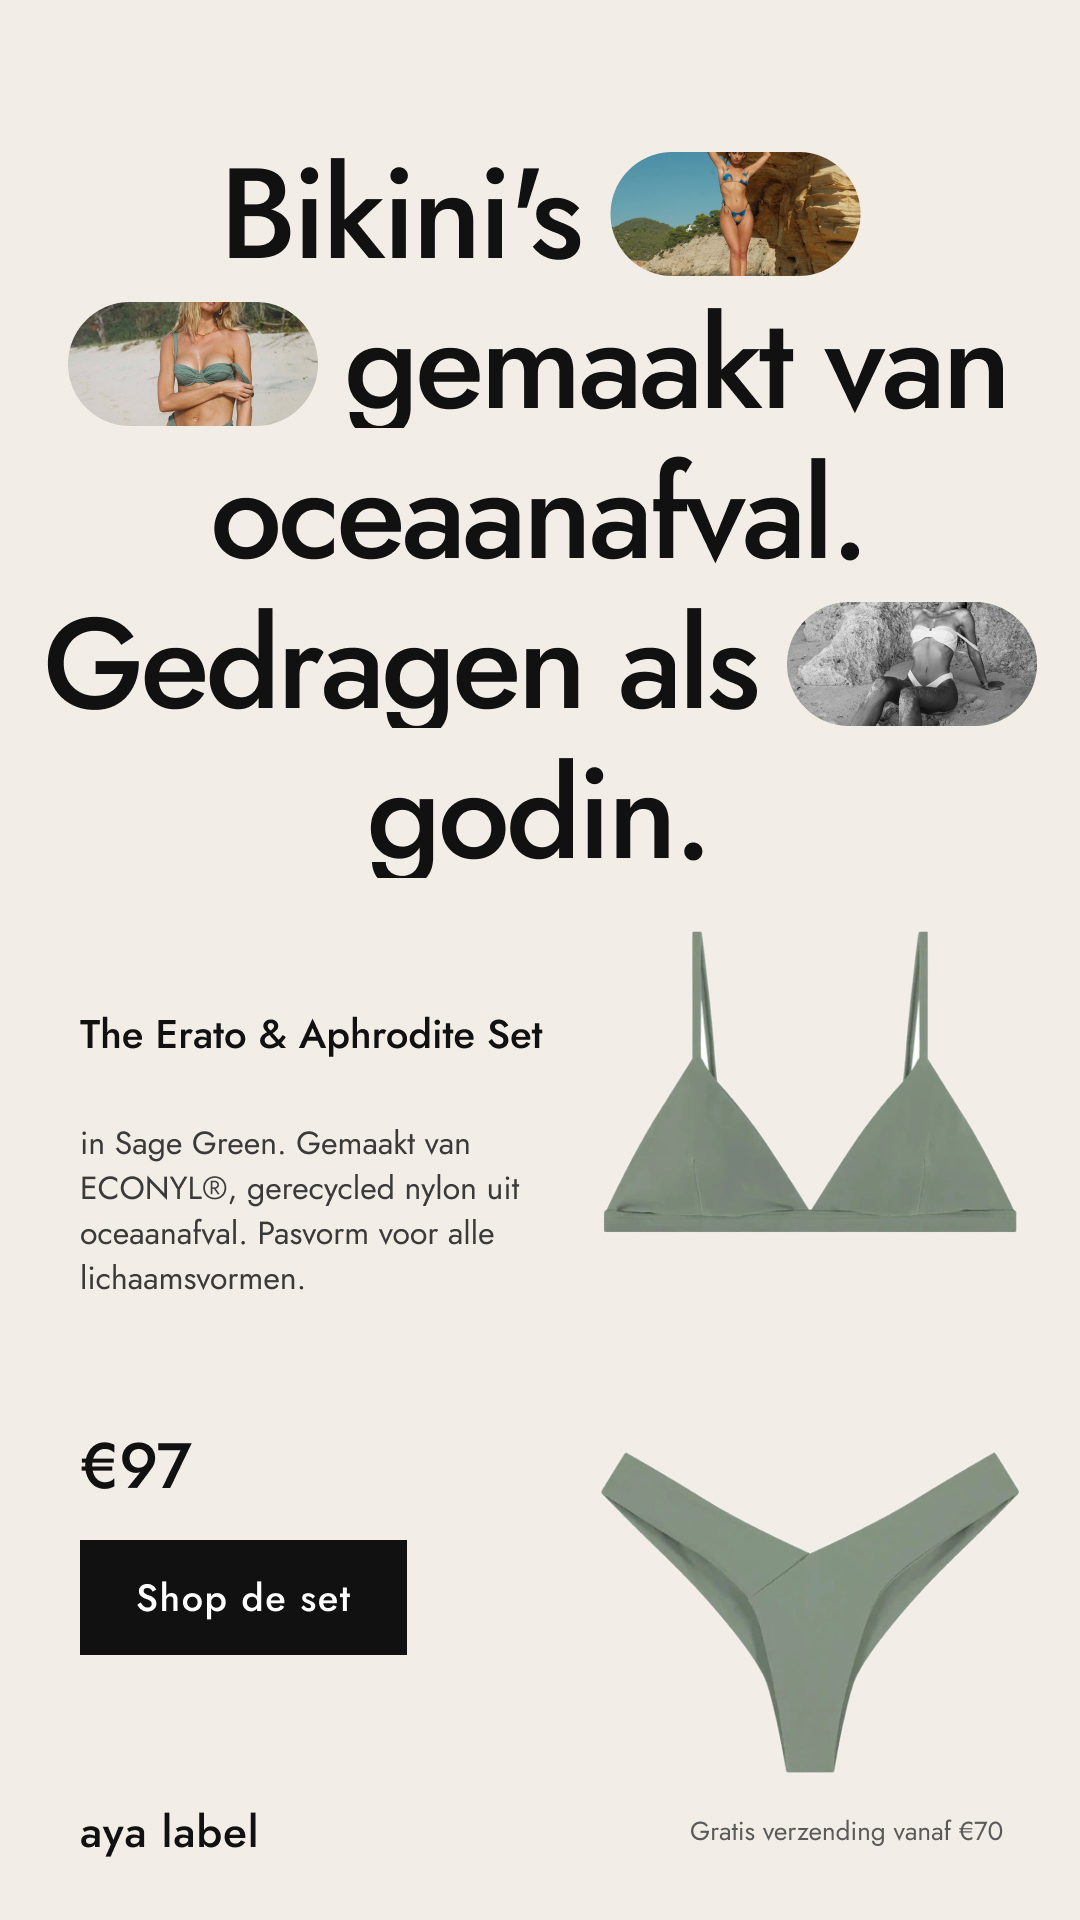 Bikini's
gemaakt van
oceaanafval.
Gedragen als
godin.
The Erato & Aphrodite Set
in Sage Green. Gemaakt van
ECONYL®, gerecycled nylon uit
oceaanafval. Pasvorm voor alle
lichaamsvormen.
€97
Shop de set
aya label
Gratis verzending vanaf €70